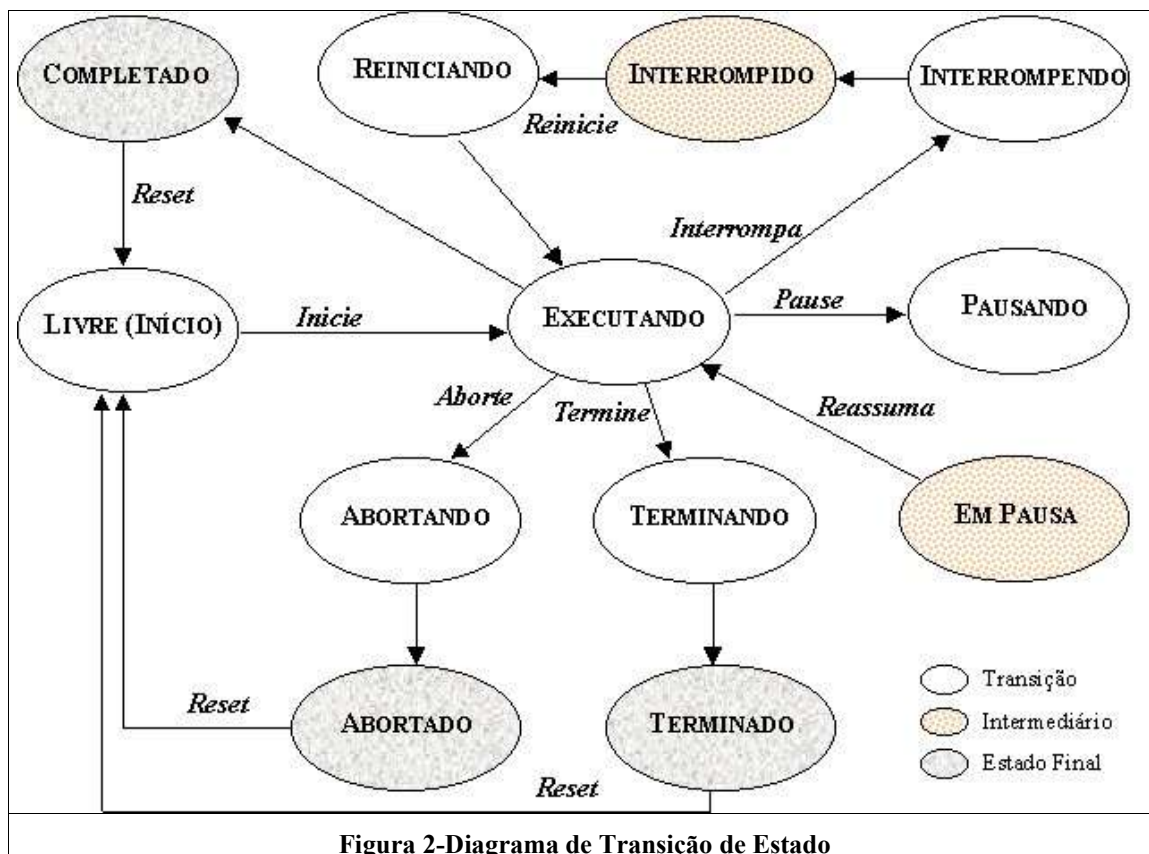 COMPLETADO
REINICIANDO
INTERROMPIDO
INTERROMPENDO
Reinicie
Reset
Interrompa
LIVRE (INÍCIO)
Inicie
EXECUTANDO
Pause
PAUSANDO
Aborte
Termine
Reassuma
ABORTANDO
TERMINANDO
EM PAUSA
Transição
Reset
ABORTADO
TERMINADO
Intermediário
Estado Final
Reset
Figura 2-Diagrama de Transição de Estado